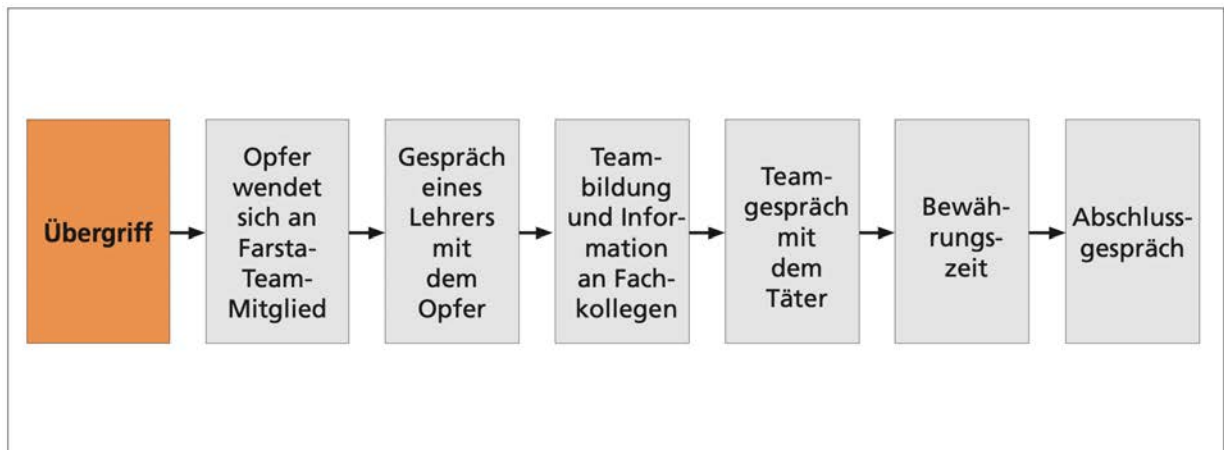 Übergriff
Opfer
wendet
sich an
Farsta-
Team-
Mitglied
Gespräch
eines
Lehrers
mit
dem
Opfer
Team-
bildung
und Infor-
mation
an Fach-
kollegen
Team-
gespräch
mit
dem
Täter
Bewäh-
rungs-
zeit
Abschluss-
gespräch